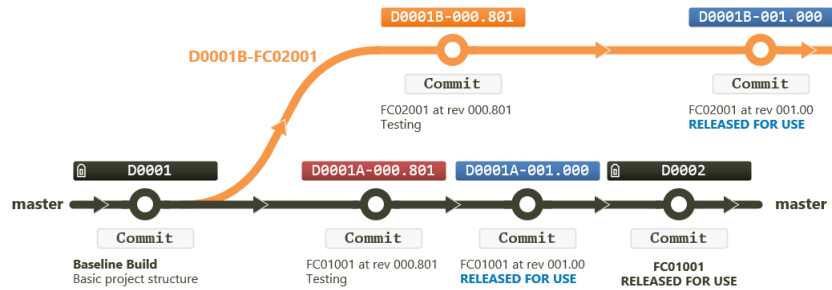 D0001B-000.801
D0001B-001.000
D0001B-FC02001
Commit
Commit
FC02001 at rev 000.801
Testing
FC02001 at rev 001.00
RELEASED FOR USE
D0001
D0001A-000.801
D0001A-001.000
D0002
master
master
Commit
Commit
Commit
Commit
Baseline Build
Basic project structure
FC01001 at rev 000.801
Testing
FC01001 at rev 001.00
RELEASED FOR USE
FC01001
RELEASED FOR USE